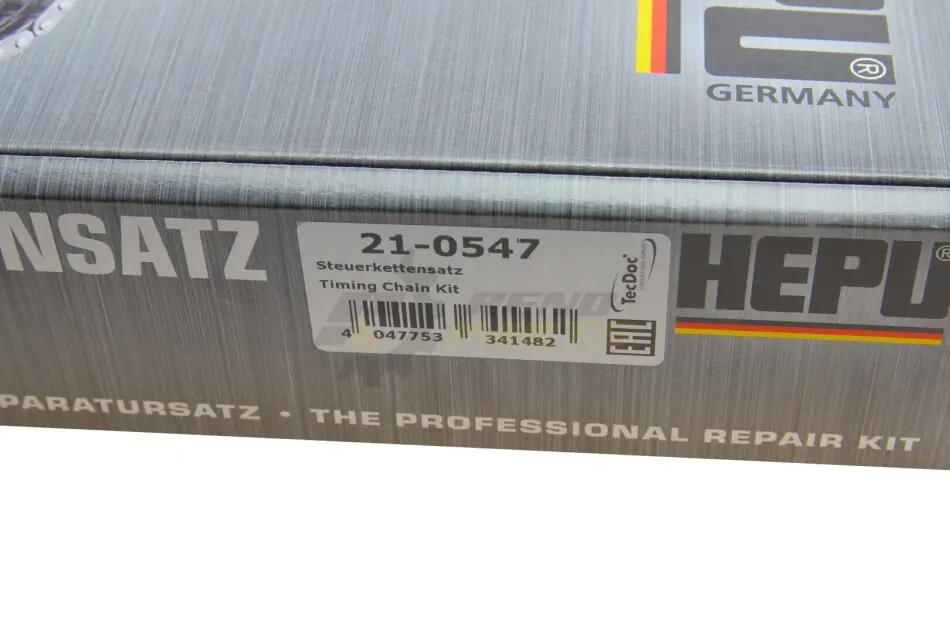 ®
GERMANY
NSATZ
21-0547
Steuerkettensatz
Timing Chain Kit
4 047753 341482
TecDoc
EAC
HEPU®
PARATURSATZ • THE PROFESSIONAL REPAIR KIT